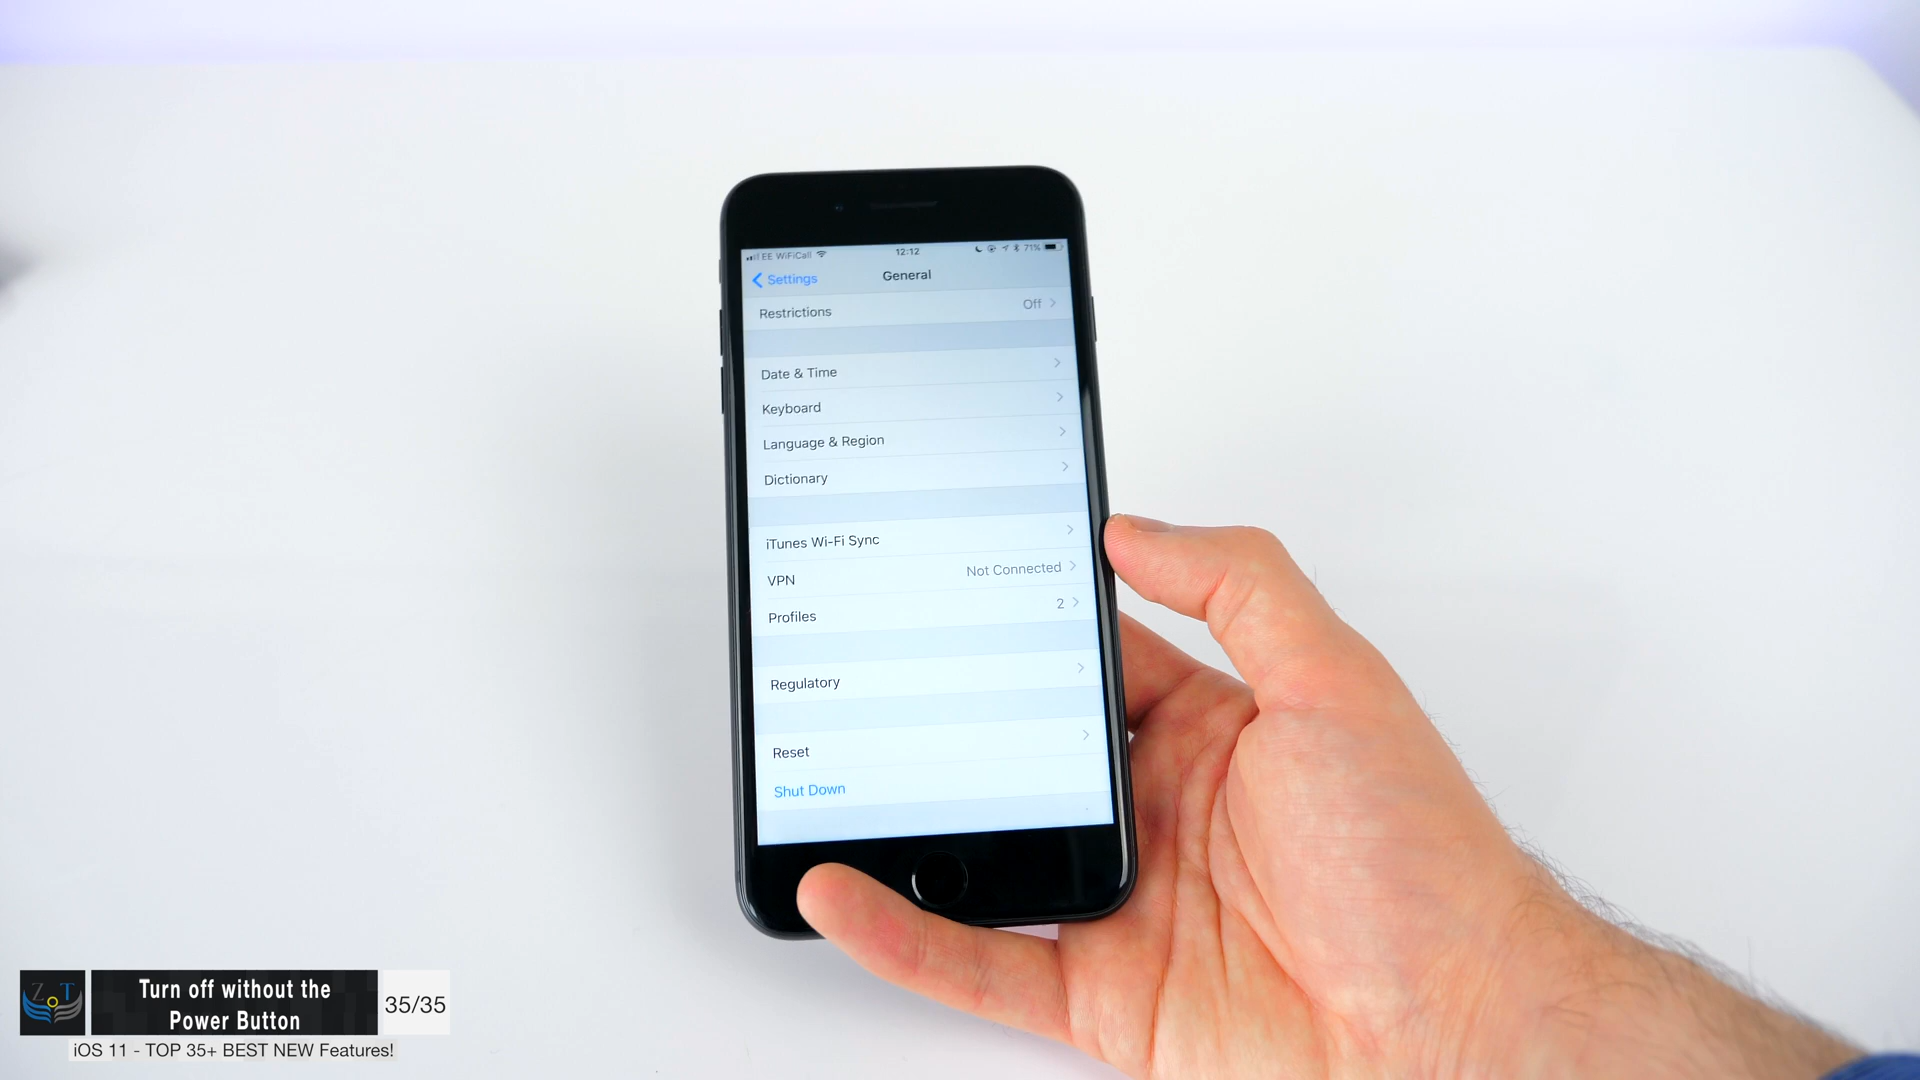 EE WiFiCall 12:12 71%
Settings General
Restrictions Off
Date & Time
Keyboard
Language & Region
Dictionary
iTunes Wi-Fi Sync
VPN Not Connected
Profiles 2
Regulatory
Reset
Shut Down
ZOT
Turn off without the
Power Button
35/35
iOS 11 - TOP 35+ BEST NEW Features!